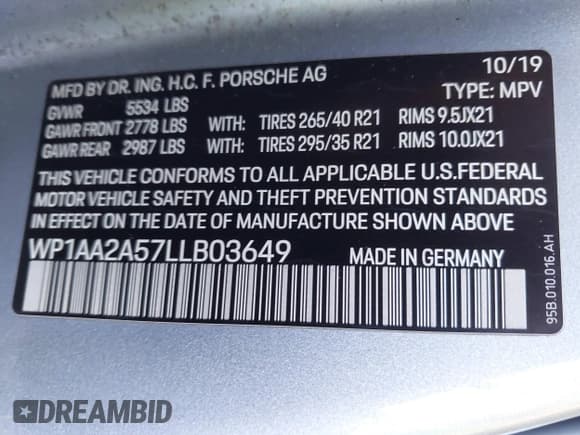 MFD BY DR. ING. H.C. F. PORSCHE AG 10/19
GVWR 5534 LBS TYPE: MPV
GAWR FRONT 2778 LBS WITH: TIRES 265/40 R21 RIMS 9.5JX21
GAWR REAR 2987 LBS WITH: TIRES 295/35 R21 RIMS 10.0JX21
THIS VEHICLE CONFORMS TO ALL APPLICABLE U.S.FEDERAL
MOTOR VEHICLE SAFETY AND THEFT PREVENTION STANDARDS
IN EFFECT ON THE DATE OF MANUFACTURE SHOWN ABOVE
WP1AA2A57LLB03649 MADE IN GERMANY
95B.010.016.AH
DREAMBID